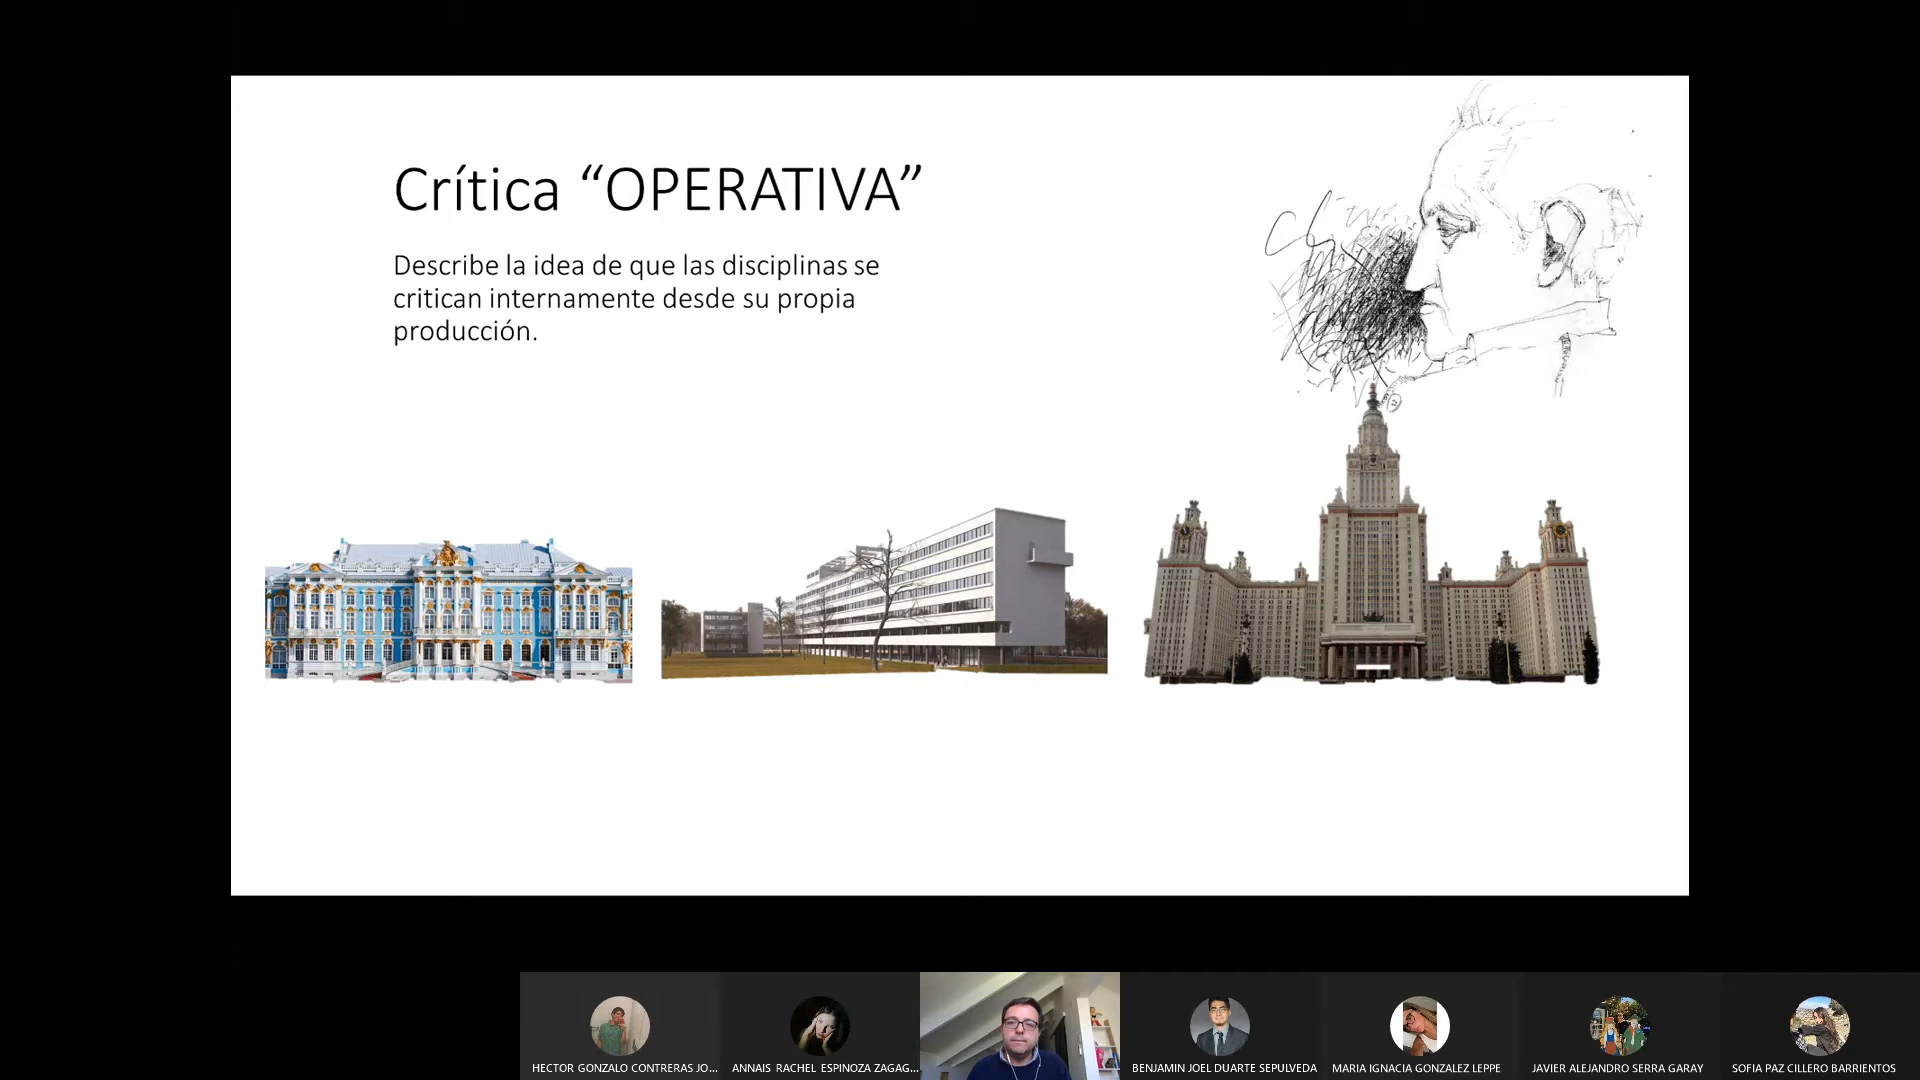 Crítica “OPERATIVA”
Describe la idea de que las disciplinas se
critican internamente desde su propia
producción.
HECTOR GONZALO CONTRERAS JO...
ANNAIS RACHEL ESPINOZA ZAGAG...
BENJAMIN JOEL DUARTE SEPULVEDA
MARIA IGNACIA GONZALEZ LEPPE
JAVIER ALEJANDRO SERRA GARAY
SOFIA PAZ CILLERO BARRIENTOS